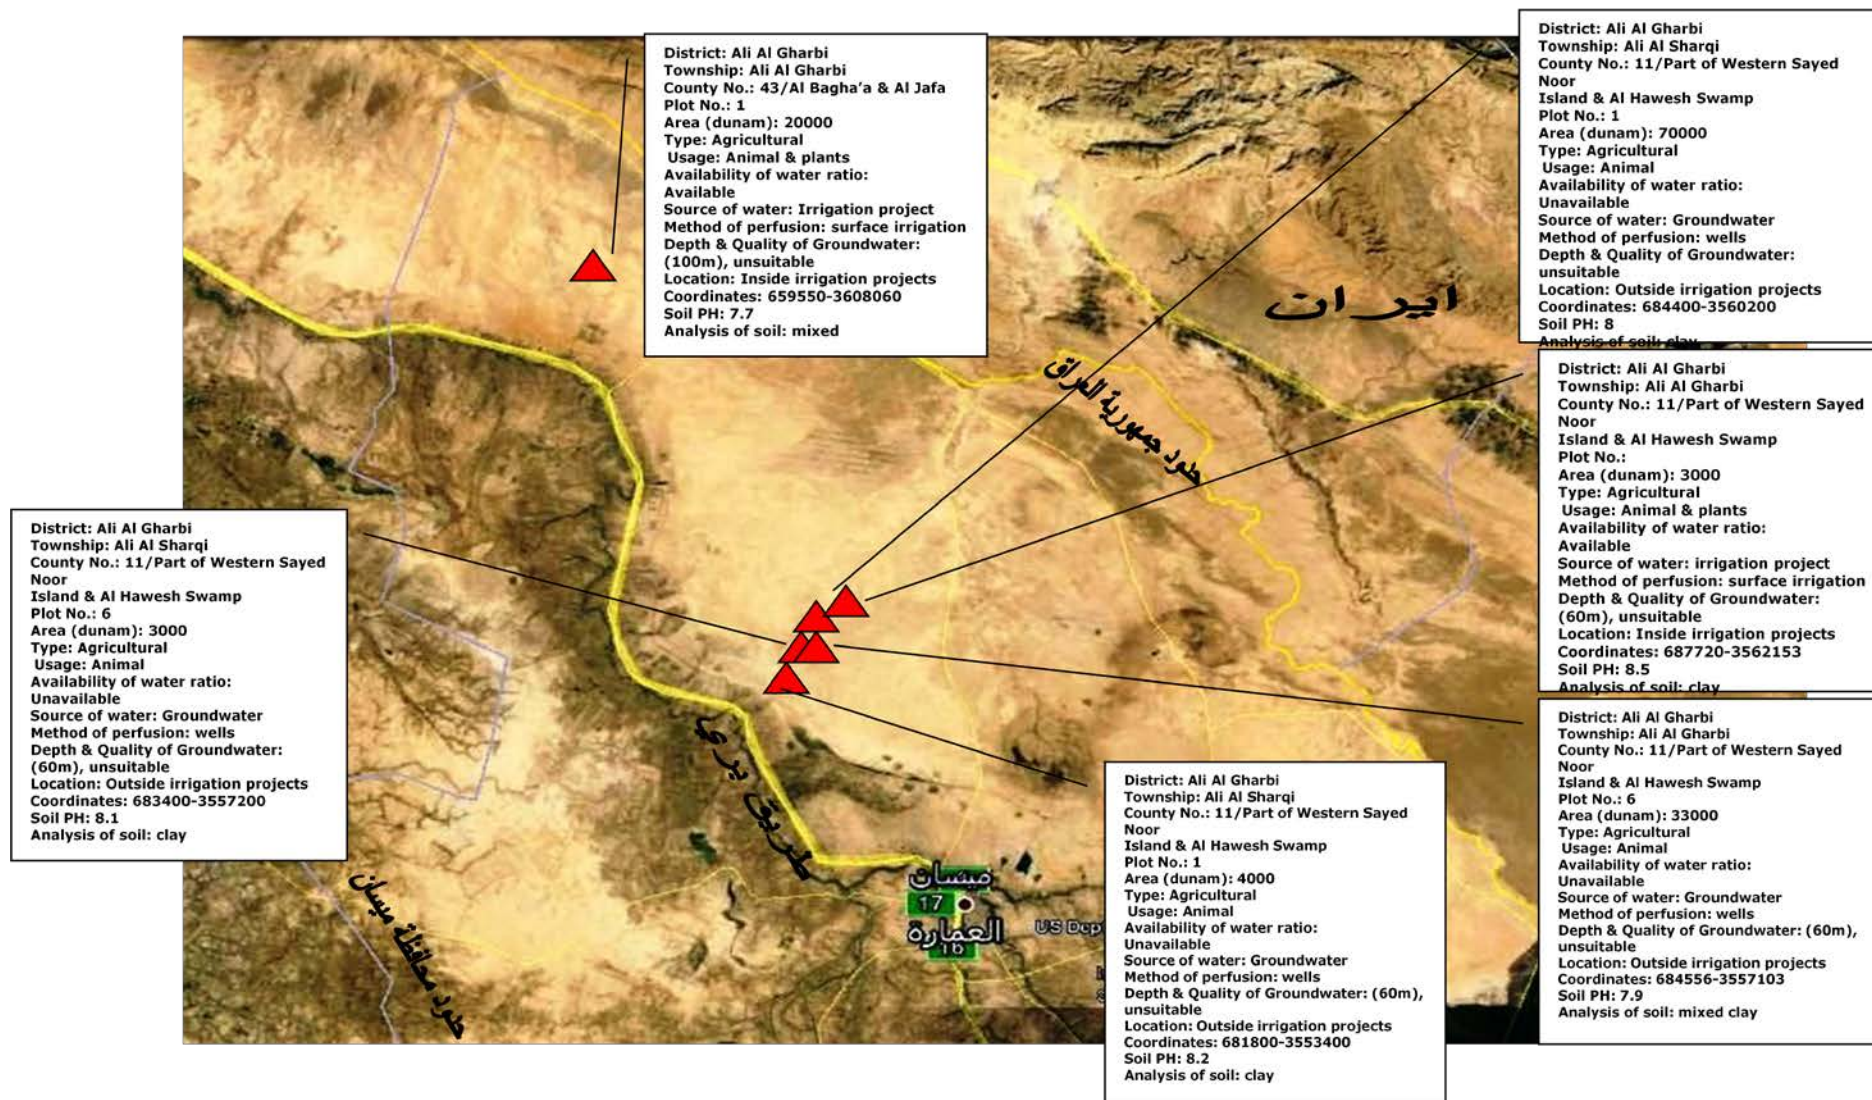 District: Ali Al Gharbi
Township: Ali Al Gharbi
County No.: 43/Al Bagha’a & Al Jafa
Plot No.: 1
Area (dunam): 20000
Type: Agricultural
Usage: Animal & plants
Availability of water ratio:
Available
Source of water: Irrigation project
Method of perfusion: surface irrigation
Depth & Quality of Groundwater:
(100m), unsuitable
Location: Inside irrigation projects
Coordinates: 659550-3608060
Soil PH: 7.7
Analysis of soil: mixed
District: Ali Al Gharbi
Township: Ali Al Sharqi
County No.: 11/Part of Western Sayed
Noor
Island & Al Hawesh Swamp
Plot No.: 1
Area (dunam): 70000
Type: Agricultural
Usage: Animal
Availability of water ratio:
Unavailable
Source of water: Groundwater
Method of perfusion: wells
Depth & Quality of Groundwater:
unsuitable
Location: Outside irrigation projects
Coordinates: 684400-3560200
Soil PH: 8
Analysis of soil: clay
District: Ali Al Gharbi
Township: Ali Al Gharbi
County No.: 11/Part of Western Sayed
Noor
Island & Al Hawesh Swamp
Plot No.:
Area (dunam): 3000
Type: Agricultural
Usage: Animal & plants
Availability of water ratio:
Available
Source of water: irrigation project
Method of perfusion: surface irrigation
Depth & Quality of Groundwater:
(60m), unsuitable
Location: Inside irrigation projects
Coordinates: 687720-3562153
Soil PH: 8.5
Analysis of soil: clay
District: Ali Al Gharbi
Township: Ali Al Sharqi
County No.: 11/Part of Western Sayed
Noor
Island & Al Hawesh Swamp
Plot No.: 6
Area (dunam): 3000
Type: Agricultural
Usage: Animal
Availability of water ratio:
Unavailable
Source of water: Groundwater
Method of perfusion: wells
Depth & Quality of Groundwater:
(60m), unsuitable
Location: Outside irrigation projects
Coordinates: 683400-3557200
Soil PH: 8.1
Analysis of soil: clay
District: Ali Al Gharbi
Township: Ali Al Gharbi
County No.: 11/Part of Western Sayed
Noor
Island & Al Hawesh Swamp
Plot No.: 6
Area (dunam): 33000
Type: Agricultural
Usage: Animal
Availability of water ratio:
Unavailable
Source of water: Groundwater
Method of perfusion: wells
Depth & Quality of Groundwater: (60m),
unsuitable
Location: Outside irrigation projects
Coordinates: 684556-3557103
Soil PH: 7.9
Analysis of soil: mixed clay
District: Ali Al Gharbi
Township: Ali Al Sharqi
County No.: 11/Part of Western Sayed
Noor
Island & Al Hawesh Swamp
Plot No.: 1
Area (dunam): 4000
Type: Agricultural
Usage: Animal
Availability of water ratio:
Unavailable
Source of water: Groundwater
Method of perfusion: wells
Depth & Quality of Groundwater: (60m),
unsuitable
Location: Outside irrigation projects
Coordinates: 681800-3553400
Soil PH: 8.2
Analysis of soil: clay
ايران
حدود جمهورية العراق
طريق بري
حدود محافظة ميسان
ميسان
17
العمارة
16
US Dept